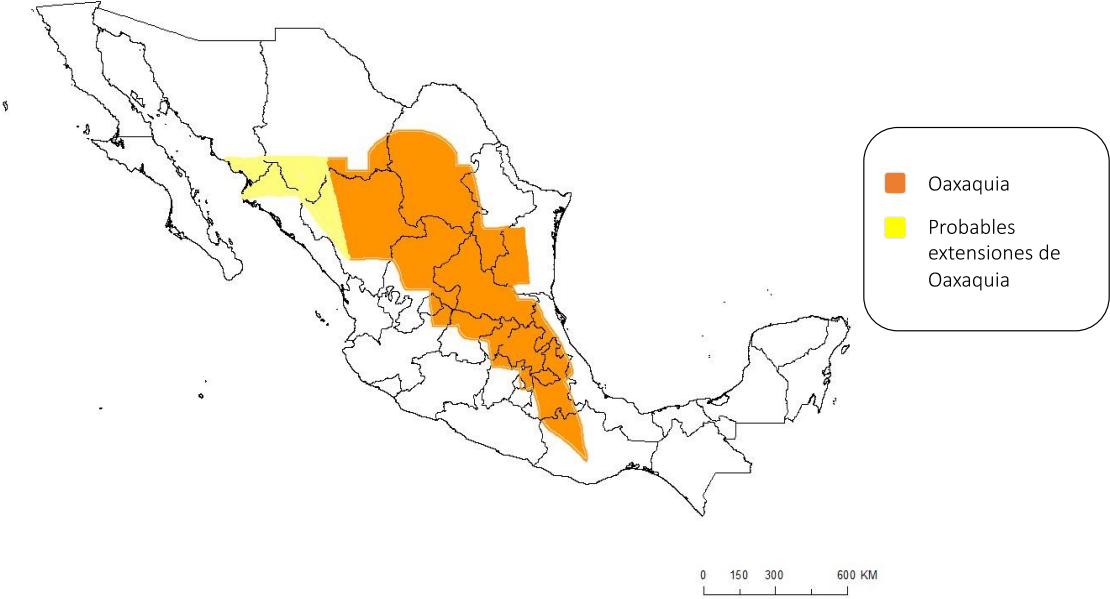 Oaxaquia
Probables
extensiones de
Oaxaquia
0 150 300 600 KM